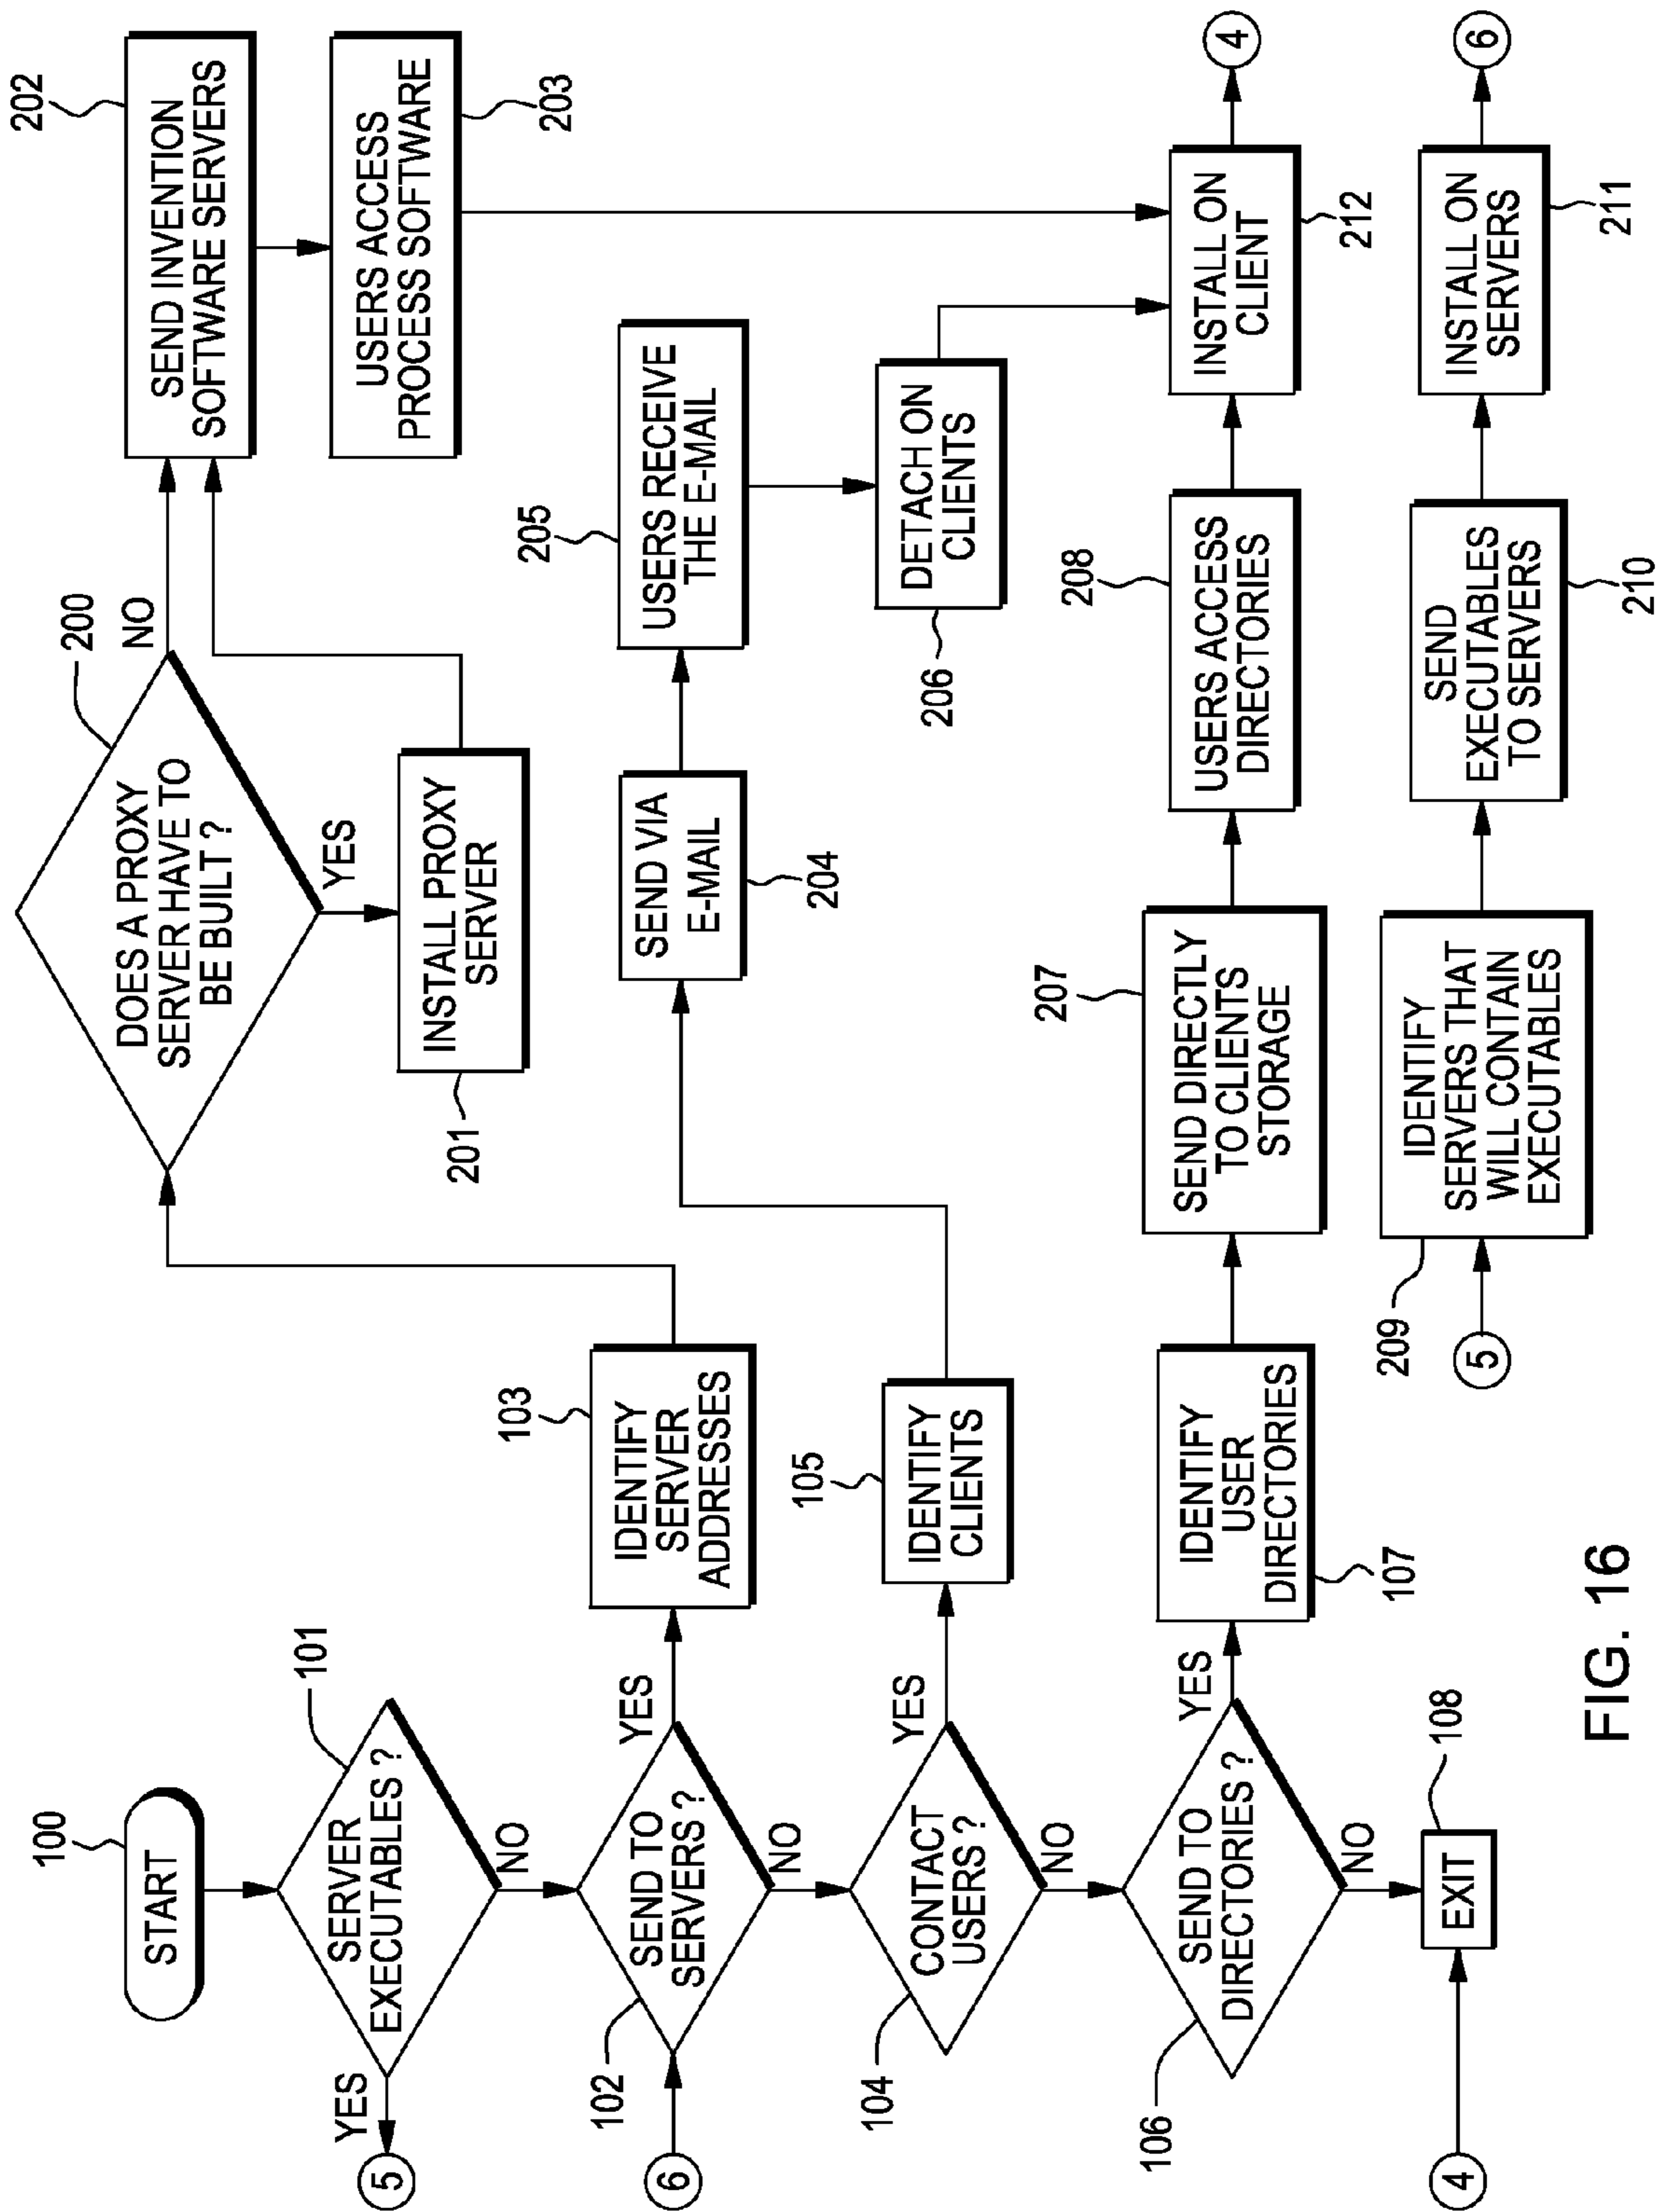 100
START
101
SERVER
EXECUTABLES ?
YES
5
NO
6
102
SEND TO
SERVERS ?
YES
NO
103
IDENTIFY
SERVER
ADDRESSES
104
CONTACT
USERS ?
YES
NO
105
IDENTIFY
CLIENTS
106
SEND TO
DIRECTORIES ?
YES
NO
107
IDENTIFY
USER
DIRECTORIES
4
EXIT
108
200
DOES A PROXY
SERVER HAVE TO
BE BUILT ?
NO
YES
201
INSTALL PROXY
SERVER
202
SEND INVENTION
SOFTWARE SERVERS
203
USERS ACCESS
PROCESS SOFTWARE
204
SEND VIA
E-MAIL
205
USERS RECEIVE
THE E-MAIL
206
DETACH ON
CLIENTS
207
SEND DIRECTLY
TO CLIENTS
STORAGE
208
USERS ACCESS
DIRECTORIES
212
INSTALL ON
CLIENT
4
5
209
IDENTIFY
SERVERS THAT
WILL CONTAIN
EXECUTABLES
210
SEND
EXECUTABLES
TO SERVERS
211
INSTALL ON
SERVERS
6
FIG. 16